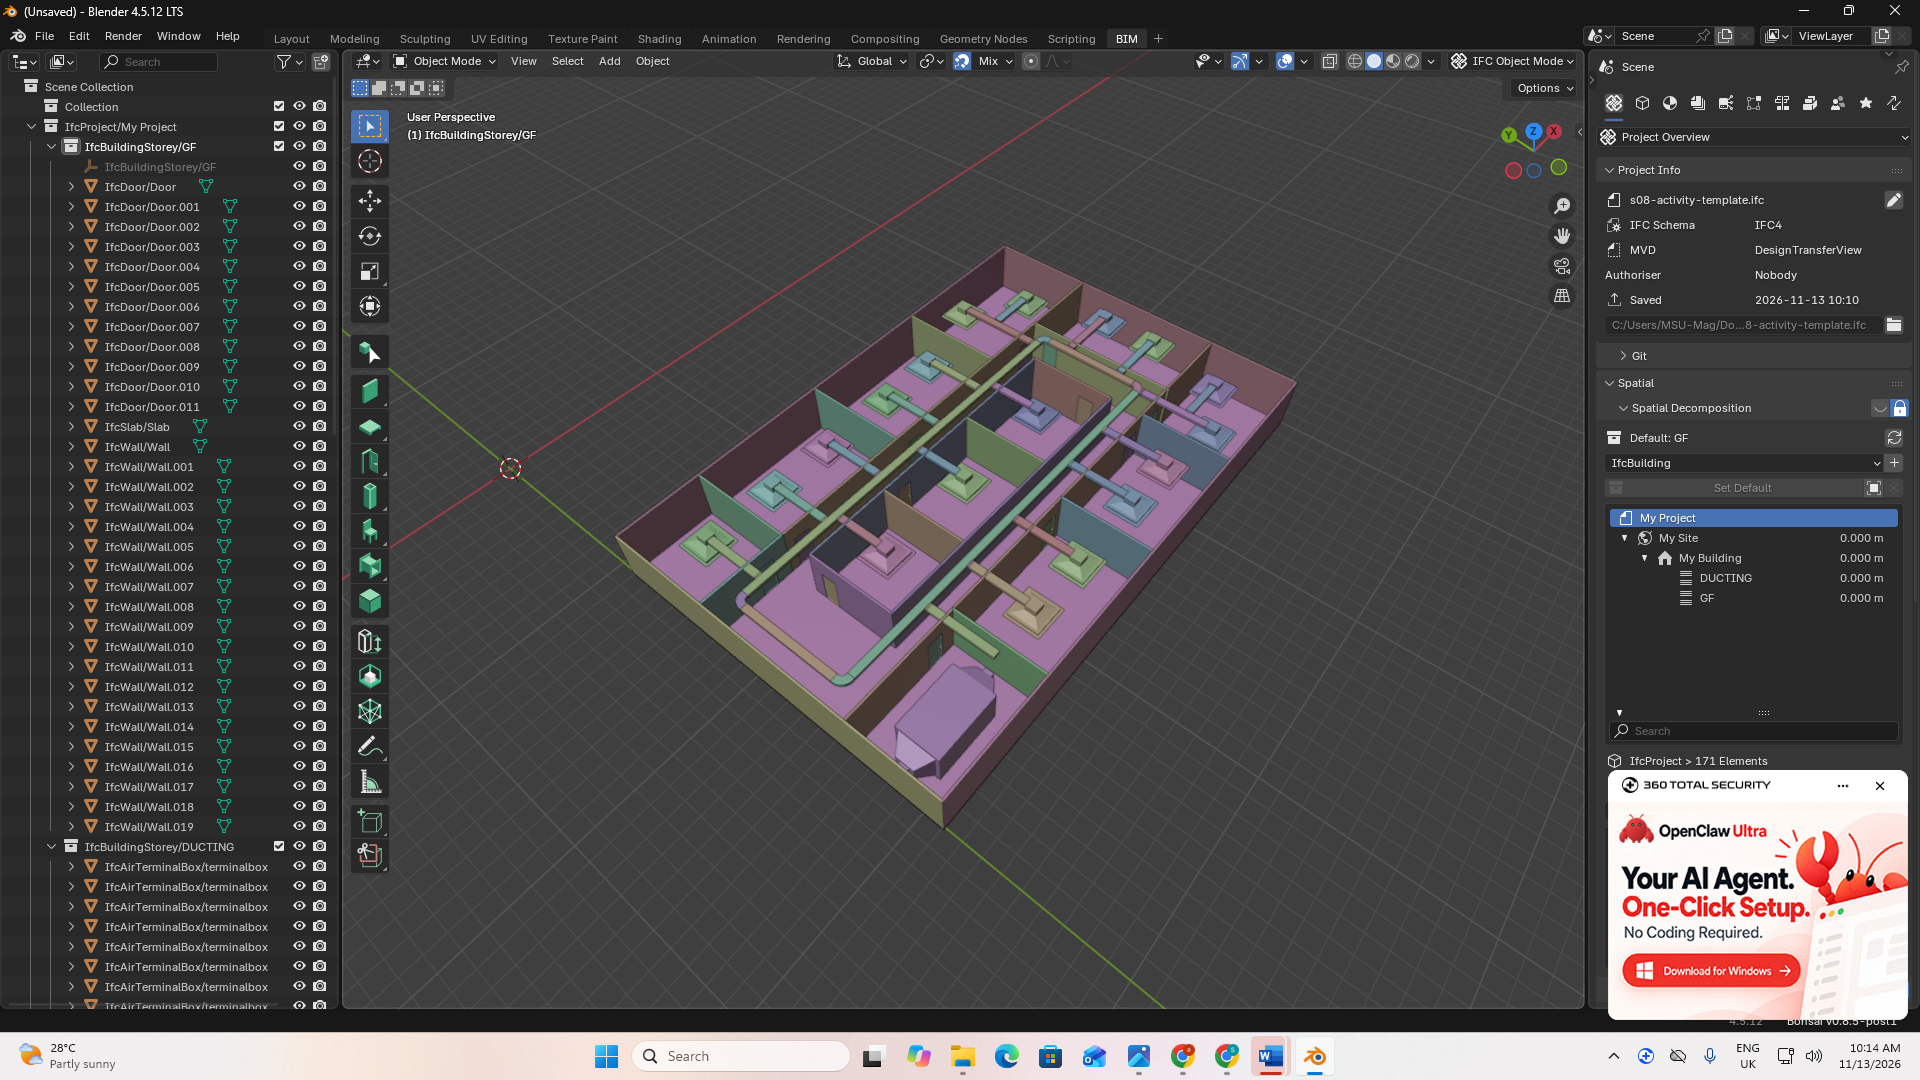 (Unsaved) - Blender 4.5.12 LTS
File Edit Render Window Help
Layout Modeling Sculpting UV Editing Texture Paint Shading Animation Rendering Compositing Geometry Nodes Scripting BIM
Scene
ViewLayer
Search
Object Mode View Select Add Object
Global
Mix
IFC Object Mode
Options
Scene Collection
Collection
IfcProject/My Project
IfcBuildingStorey/GF
IfcBuildingStorey/GF
IfcDoor/Door
IfcDoor/Door.001
IfcDoor/Door.002
IfcDoor/Door.003
IfcDoor/Door.004
IfcDoor/Door.005
IfcDoor/Door.006
IfcDoor/Door.007
IfcDoor/Door.008
IfcDoor/Door.009
IfcDoor/Door.010
IfcDoor/Door.011
IfcSlab/Slab
IfcWall/Wall
IfcWall/Wall.001
IfcWall/Wall.002
IfcWall/Wall.003
IfcWall/Wall.004
IfcWall/Wall.005
IfcWall/Wall.006
IfcWall/Wall.007
IfcWall/Wall.008
IfcWall/Wall.009
IfcWall/Wall.010
IfcWall/Wall.011
IfcWall/Wall.012
IfcWall/Wall.013
IfcWall/Wall.014
IfcWall/Wall.015
IfcWall/Wall.016
IfcWall/Wall.017
IfcWall/Wall.018
IfcWall/Wall.019
IfcBuildingStorey/DUCTING
IfcAirTerminalBox/terminalbox
IfcAirTerminalBox/terminalbox
IfcAirTerminalBox/terminalbox
IfcAirTerminalBox/terminalbox
IfcAirTerminalBox/terminalbox
IfcAirTerminalBox/terminalbox
IfcAirTerminalBox/terminalbox
IfcAirTerminalBox/terminalbox
User Perspective
(1) IfcBuildingStorey/GF
Y Z X
Scene
Project Overview
Project Info
s08-activity-template.ifc
IFC Schema IFC4
MVD DesignTransferView
Authoriser Nobody
Saved 2026-11-13 10:10
C:/Users/MSU-Mag/Do...8-activity-template.ifc
Git
Spatial
Spatial Decomposition
Default: GF
IfcBuilding
Set Default
My Project
My Site 0.000 m
My Building 0.000 m
DUCTING 0.000 m
GF 0.000 m
Search
IfcProject > 171 Elements
360 TOTAL SECURITY
OpenClaw Ultra
Your AI Agent.
One-Click Setup.
No Coding Required.
Download for Windows
4.5.12 Bonsai v0.8.5-post1
28°C
Partly sunny
Search
ENG
UK
10:14 AM
11/13/2026